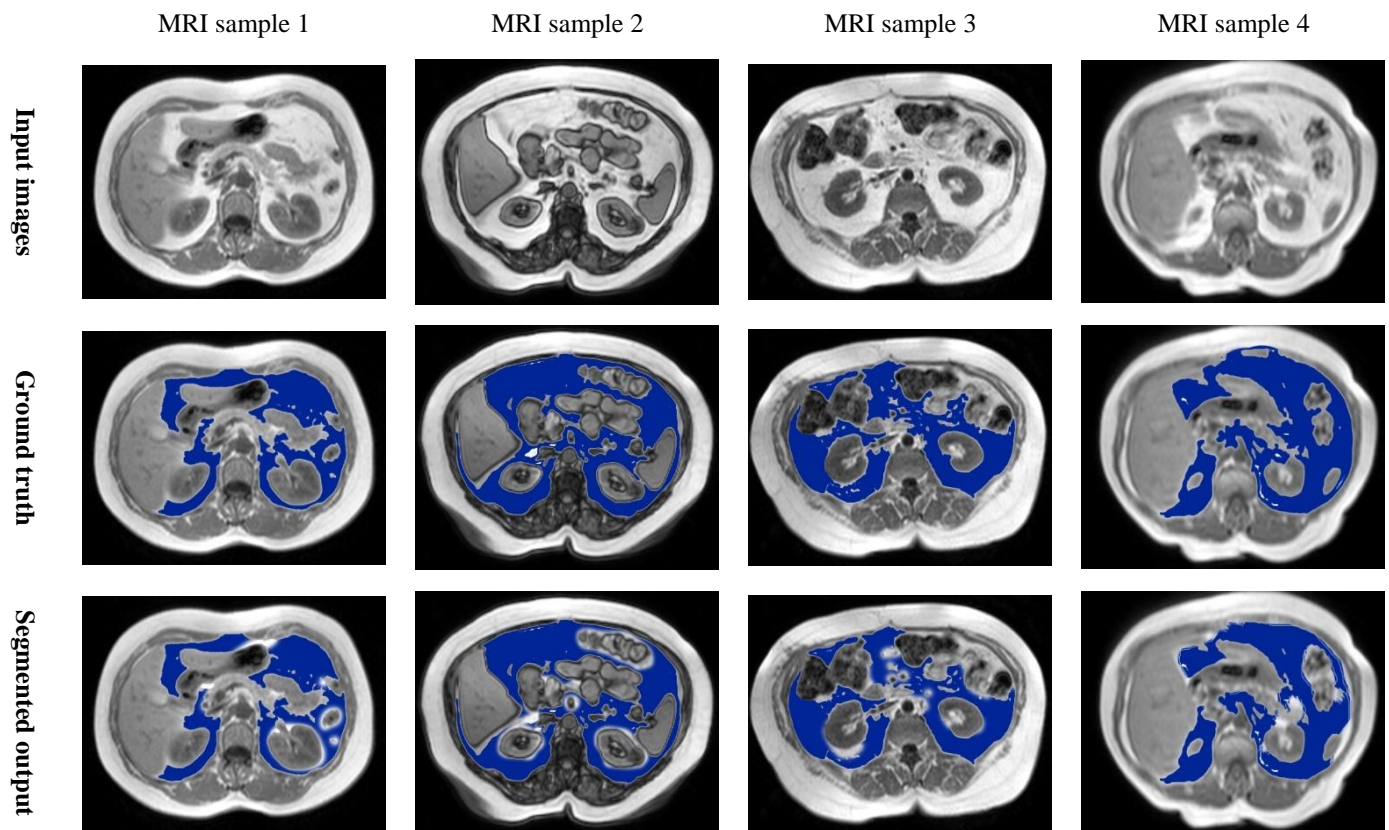 MRI sample 1
MRI sample 2
MRI sample 3
MRI sample 4
Input images
Ground truth
Segmented output